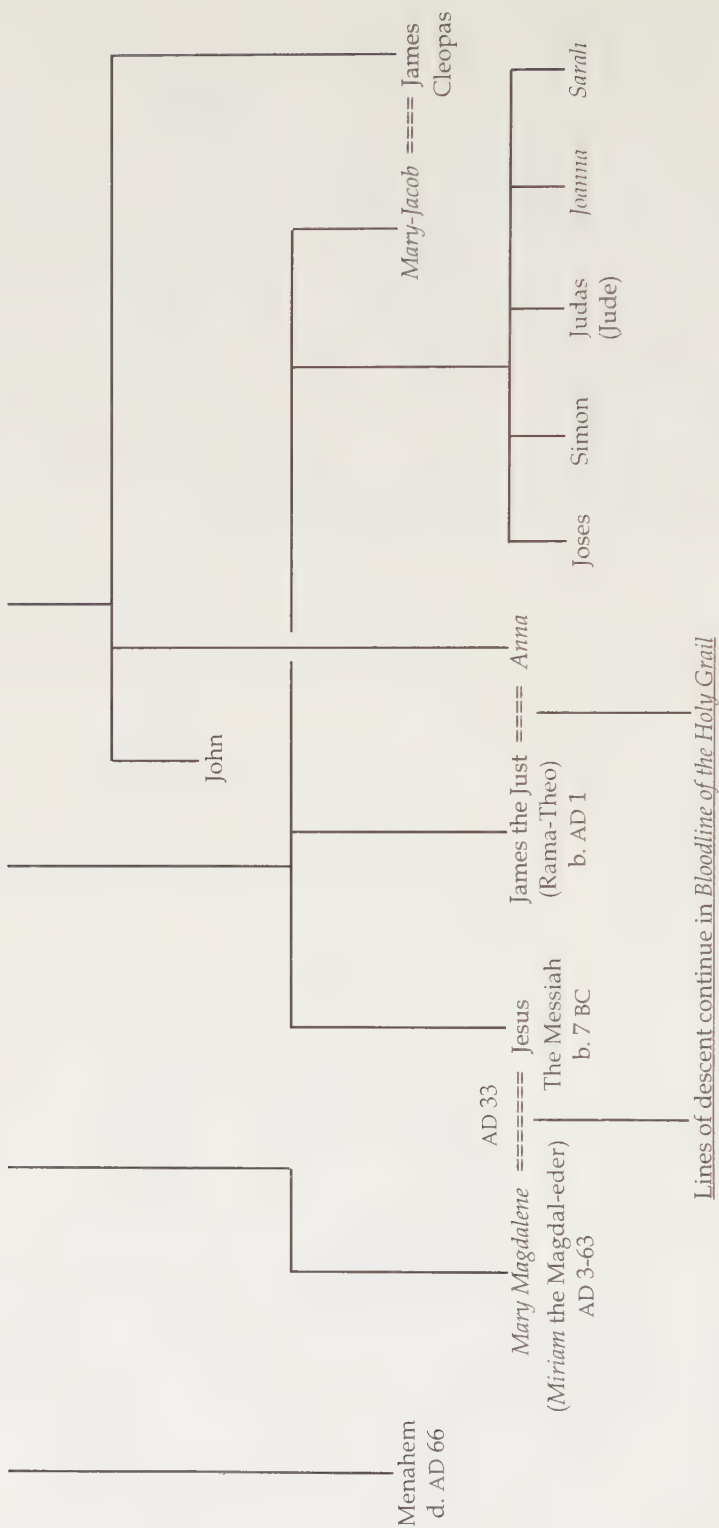 John
Mary-Jacob ==== James
Cleopas
Menahem
d. AD 66
AD 33
Mary Magdalene ======= Jesus
(Miriam the Magdal-eder)
AD 3-63
The Messiah
b. 7 BC
James the Just ==== Anna
(Rama-Theo)
b. AD 1
Joses
Simon
Judas
(Jude)
Joanna
Sarah
Lines of descent continue in Bloodline of the Holy Grail